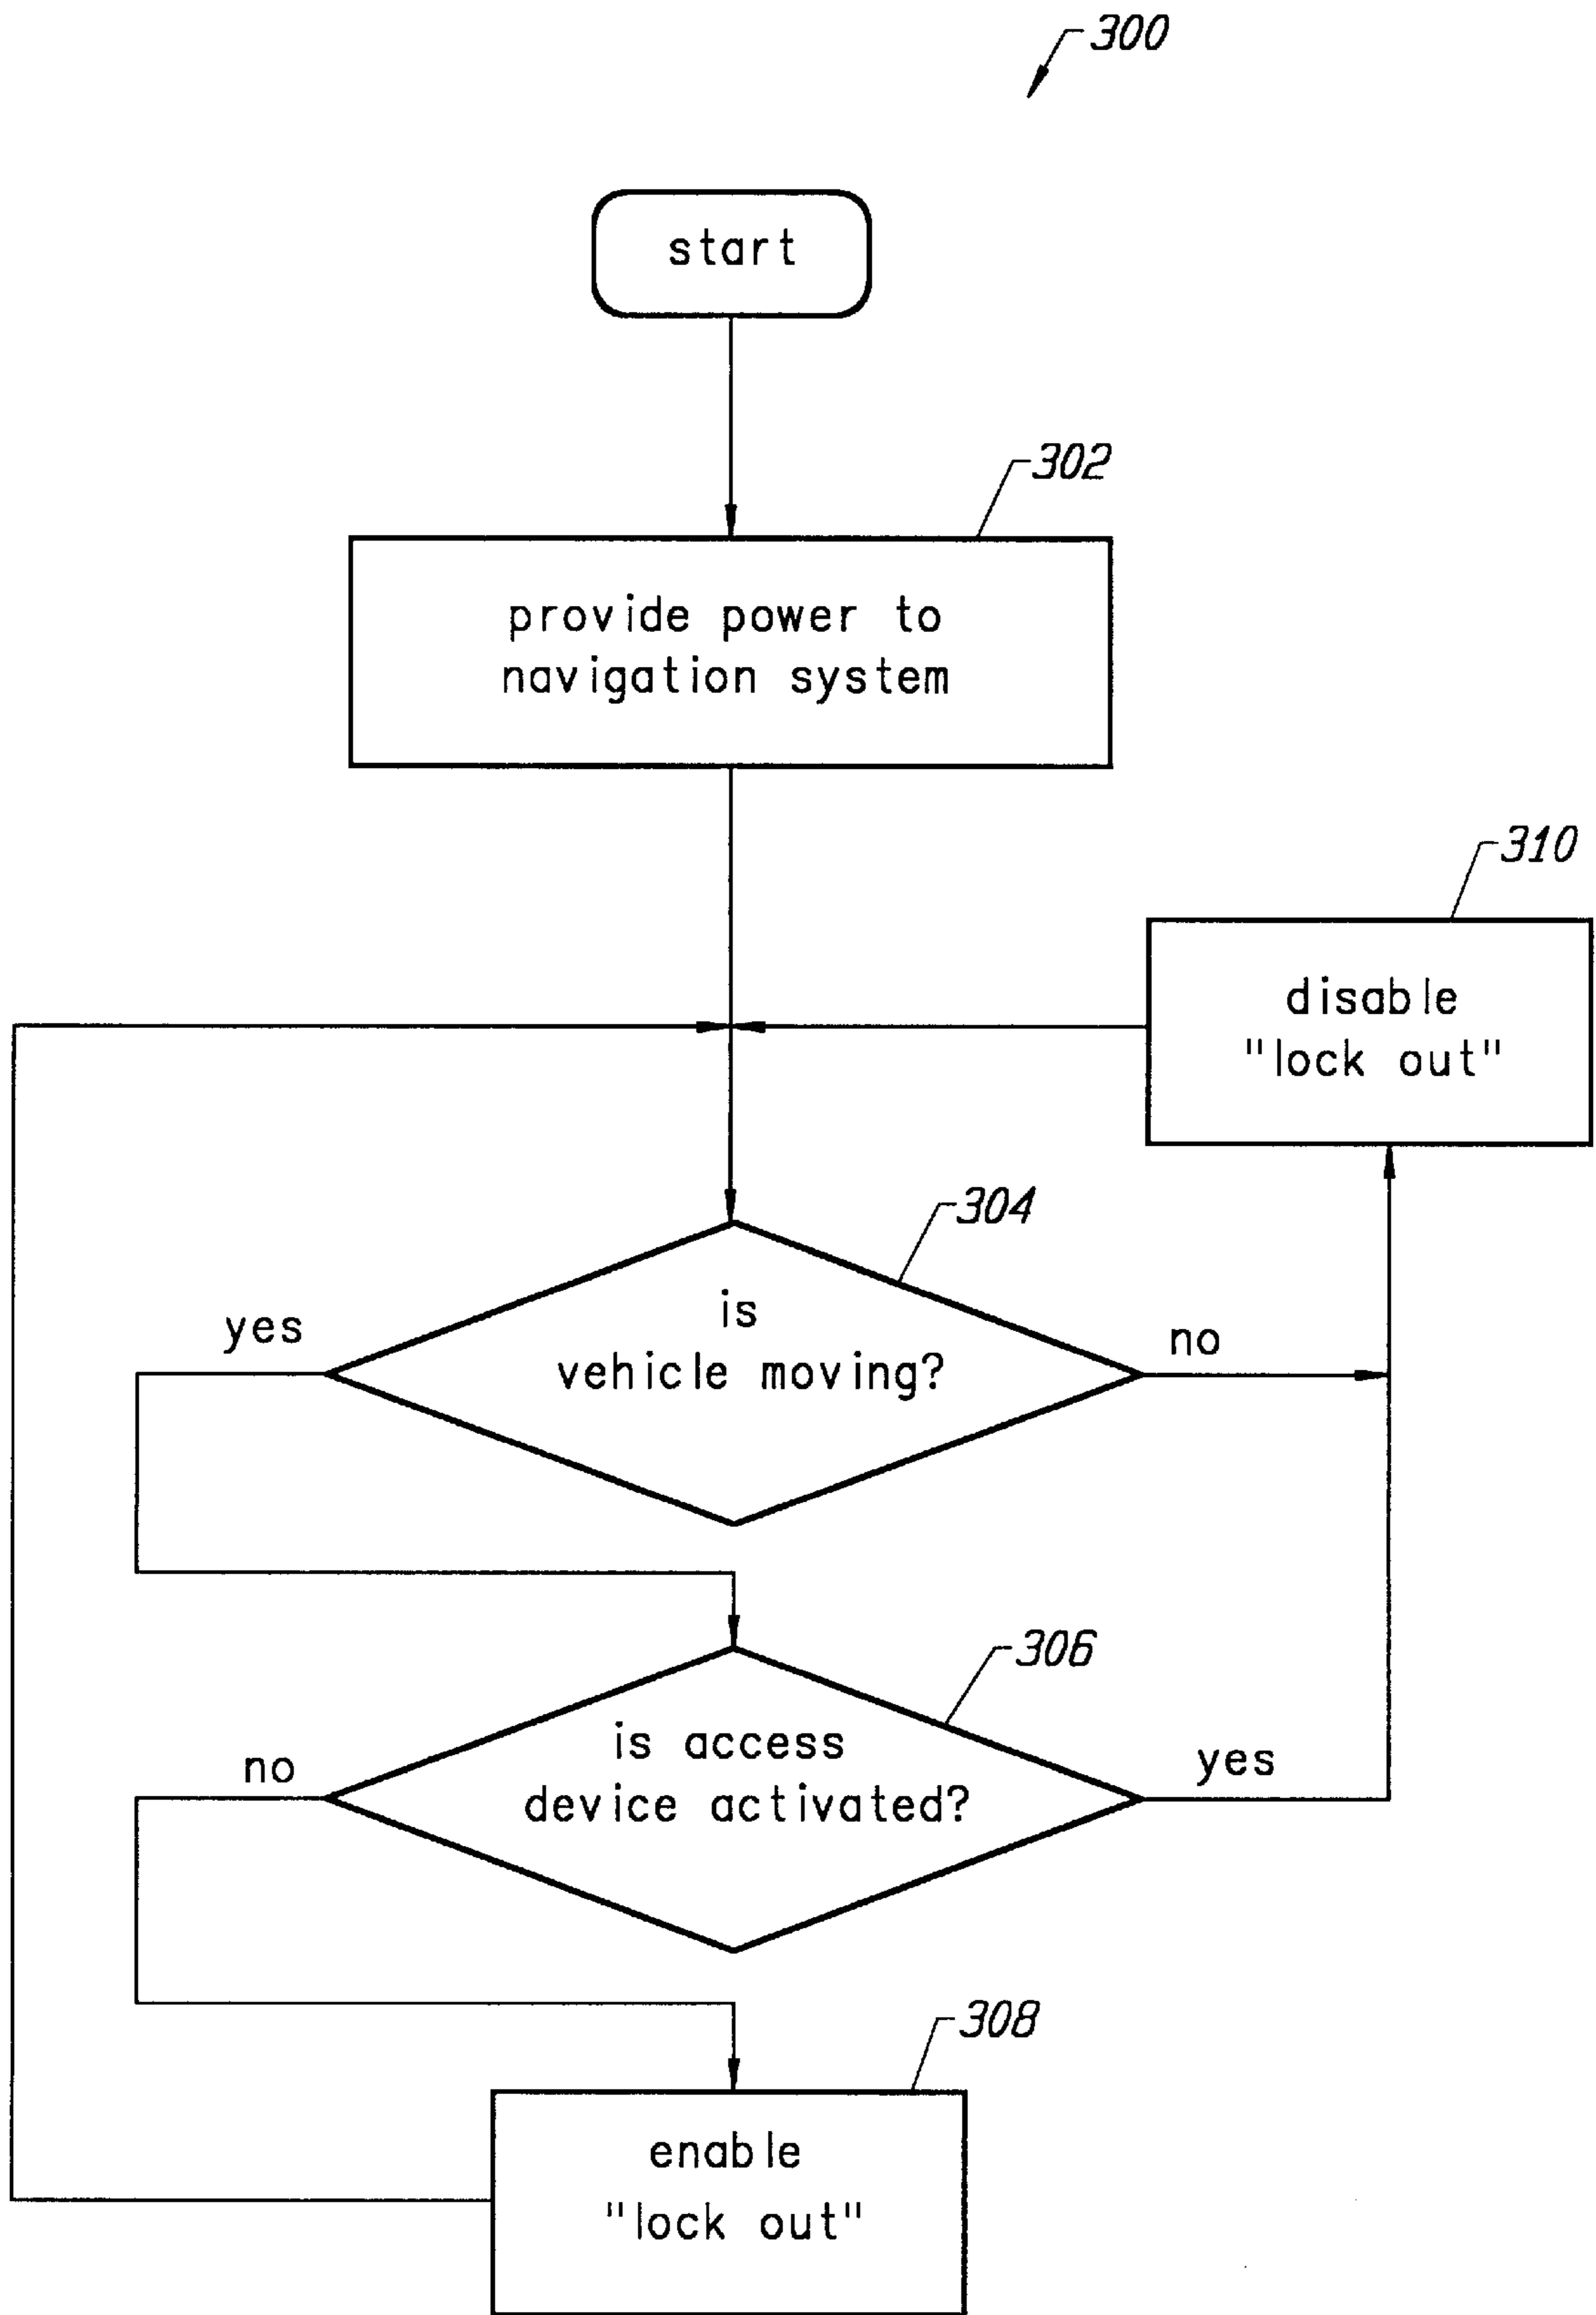 300
start
302
provide power to
navigation system
310
disable
"lock out"
304
is
vehicle moving?
yes
no
306
is access
device activated?
no
yes
308
enable
"lock out"